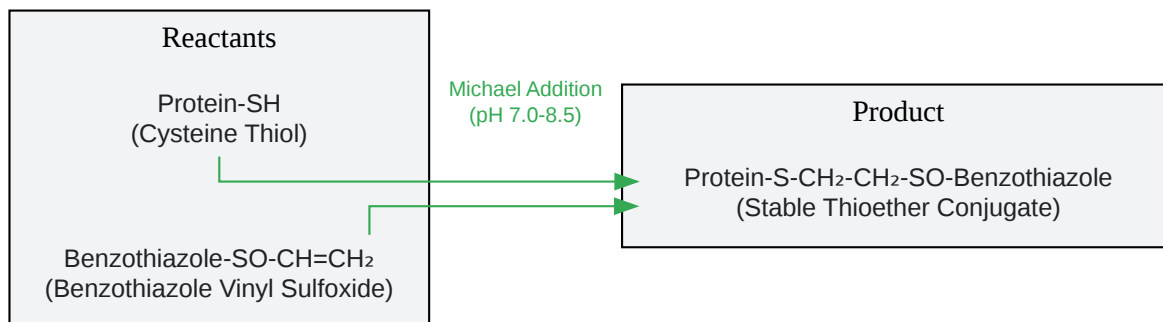 Reactants
Protein-SH
(Cysteine Thiol)
Benzothiazole-SO-CH=CH₂
(Benzothiazole Vinyl Sulfoxide)
Michael Addition
(pH 7.0-8.5)
Product
Protein-S-CH₂-CH₂-SO-Benzothiazole
(Stable Thioether Conjugate)